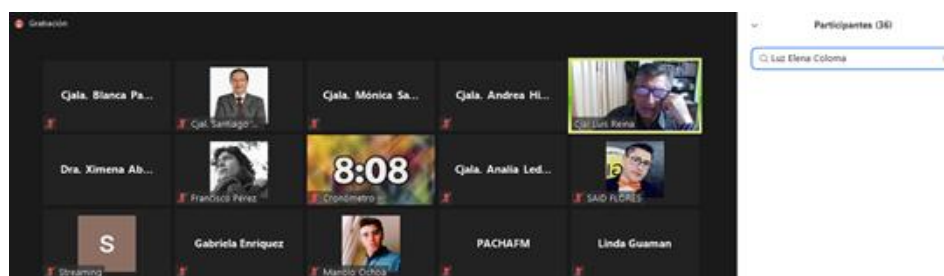 Grabación
Participantes (36)
Luz Elena Coloma
Cjala. Blanca Pa...
Cjal. Santiago ...
Cjala. Mónica Sa...
Cjala. Andrea Hi...
Cjal Luis Reina
Dra. Ximena Ab...
Francisco Pérez
8:08
Cronómetro
Cjala. Analía Led...
SAID FLORES
S
Streaming
Gabriela Enriquez
Manolo Ochoa
PACHAFM
Linda Guaman